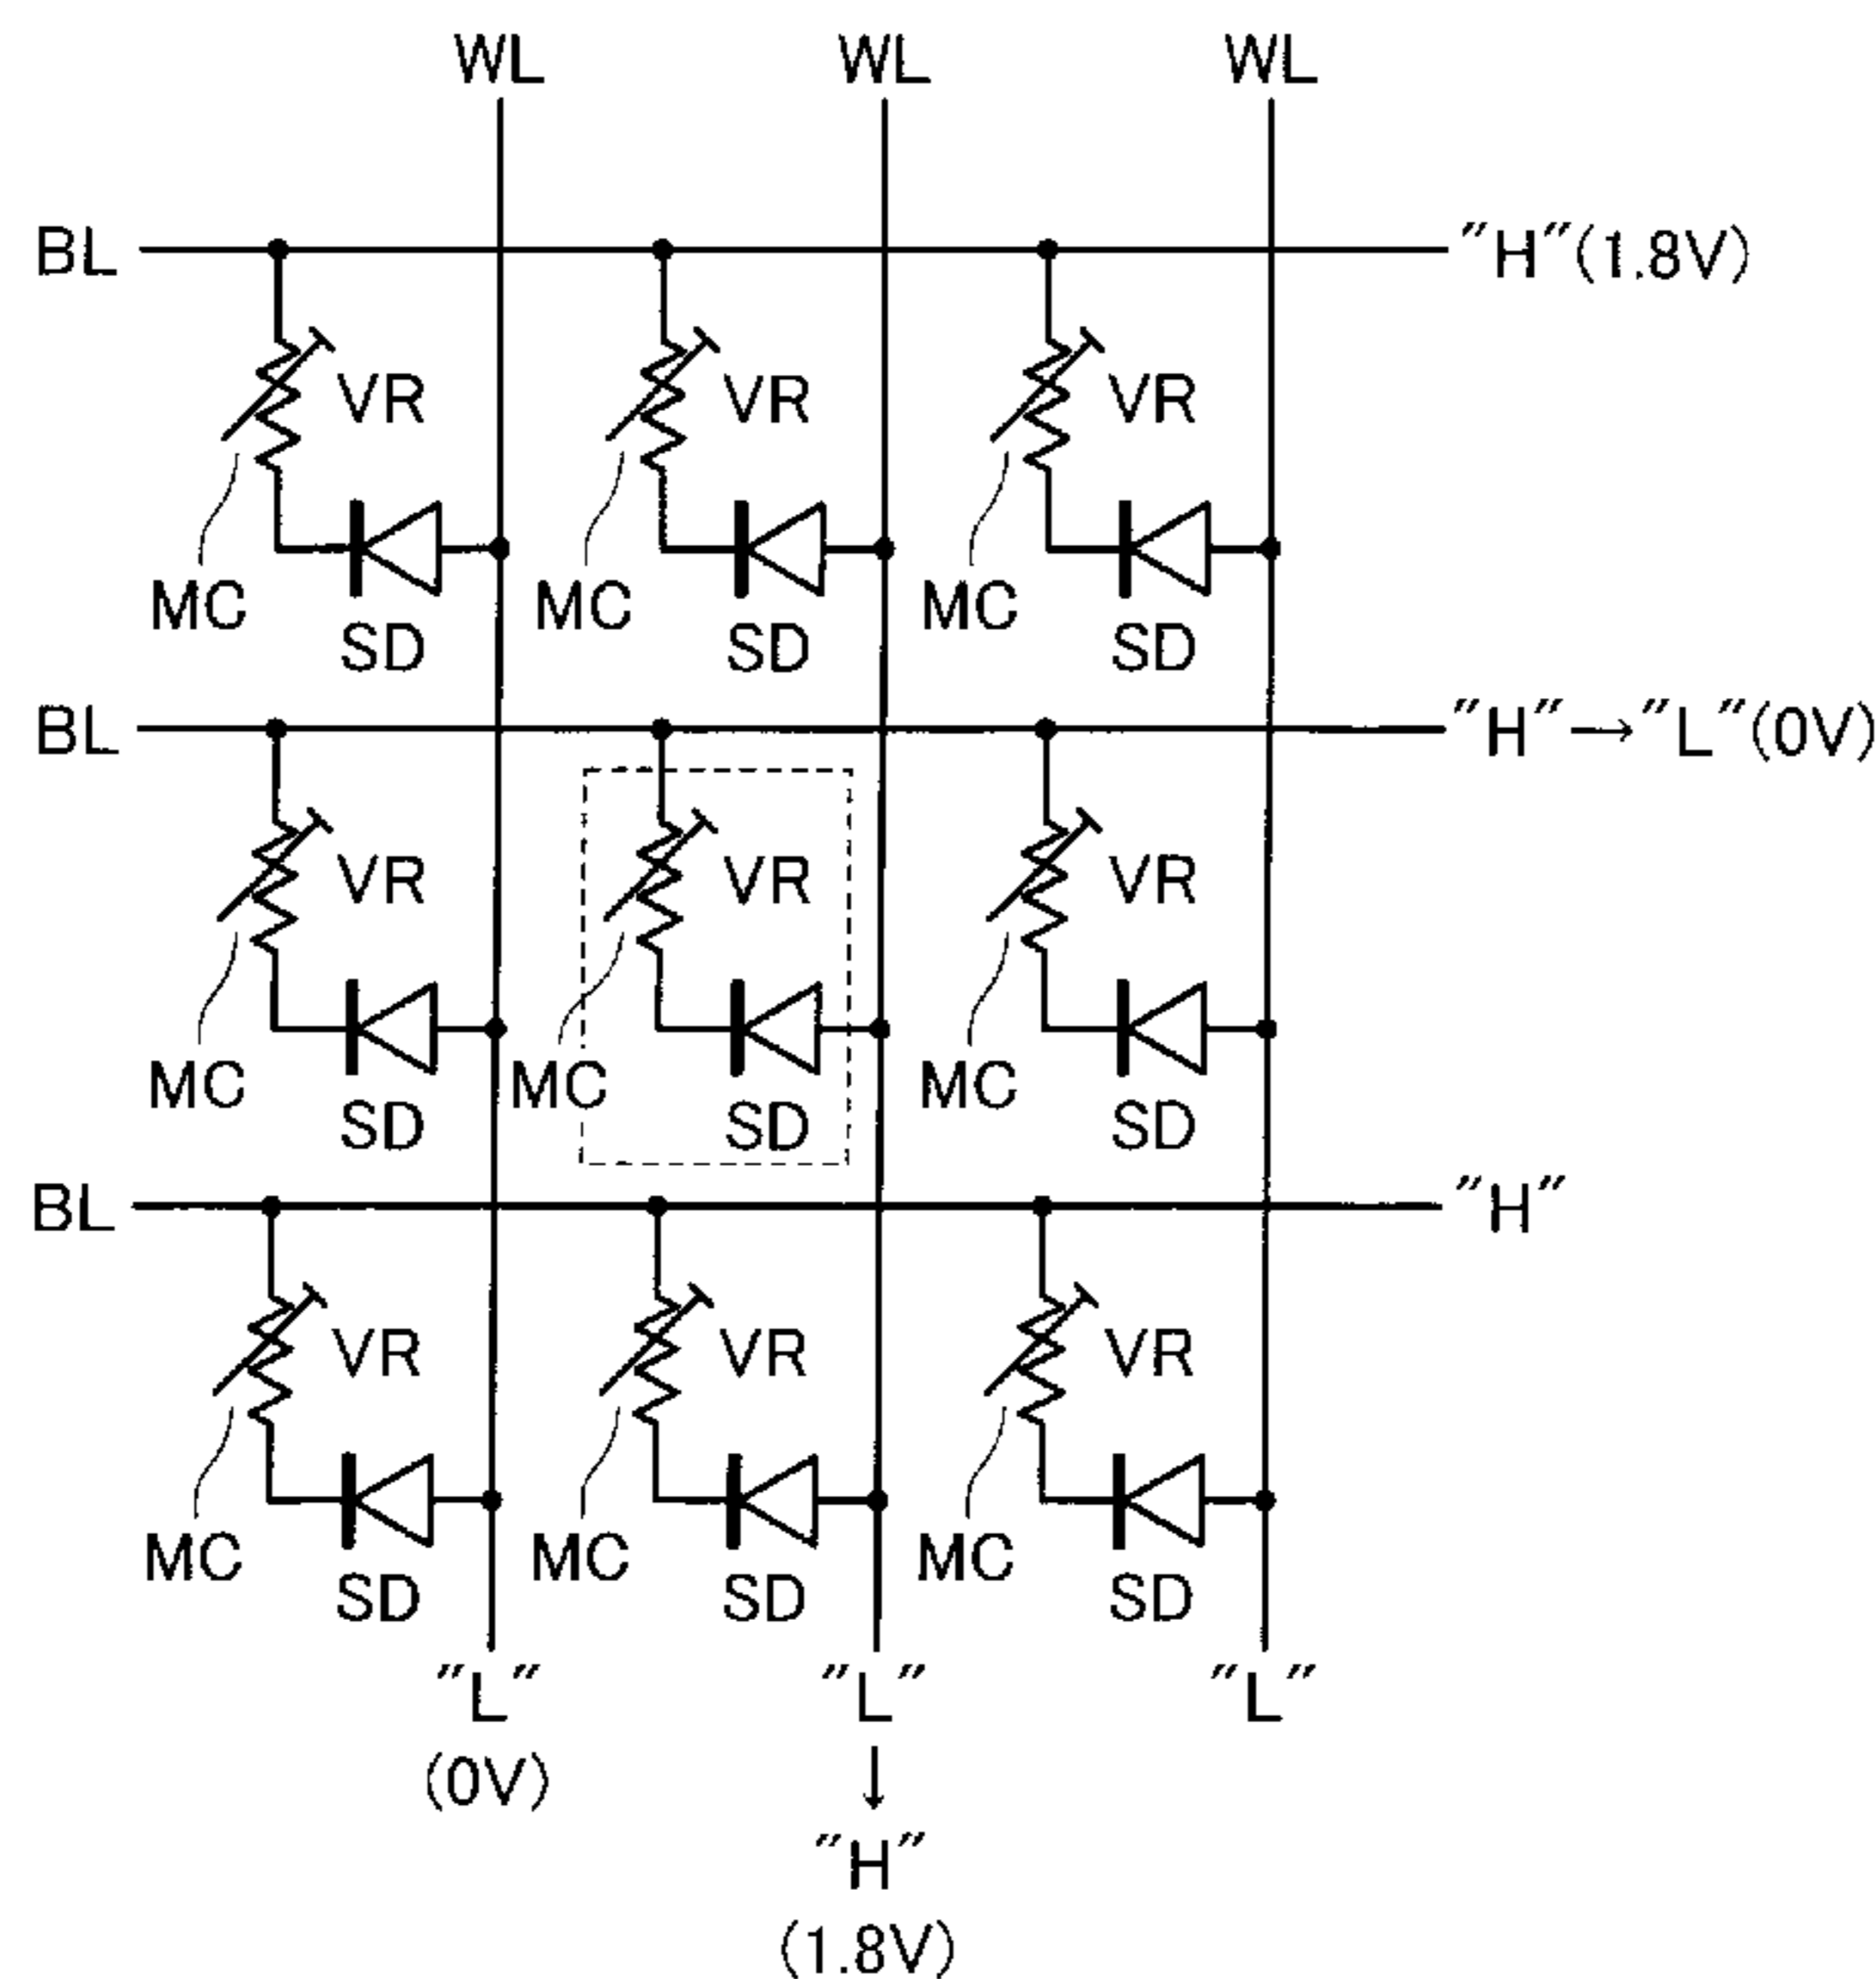 WL WL WL
BL "H"(1.8V)
VR VR VR
MC MC MC
SD SD SD
BL "H"→"L"(0V)
VR VR VR
MC MC MC
SD SD SD
BL "H"
VR VR VR
MC MC MC
SD SD SD
"L" "L" "L"
(0V)
↓
"H"
(1.8V)